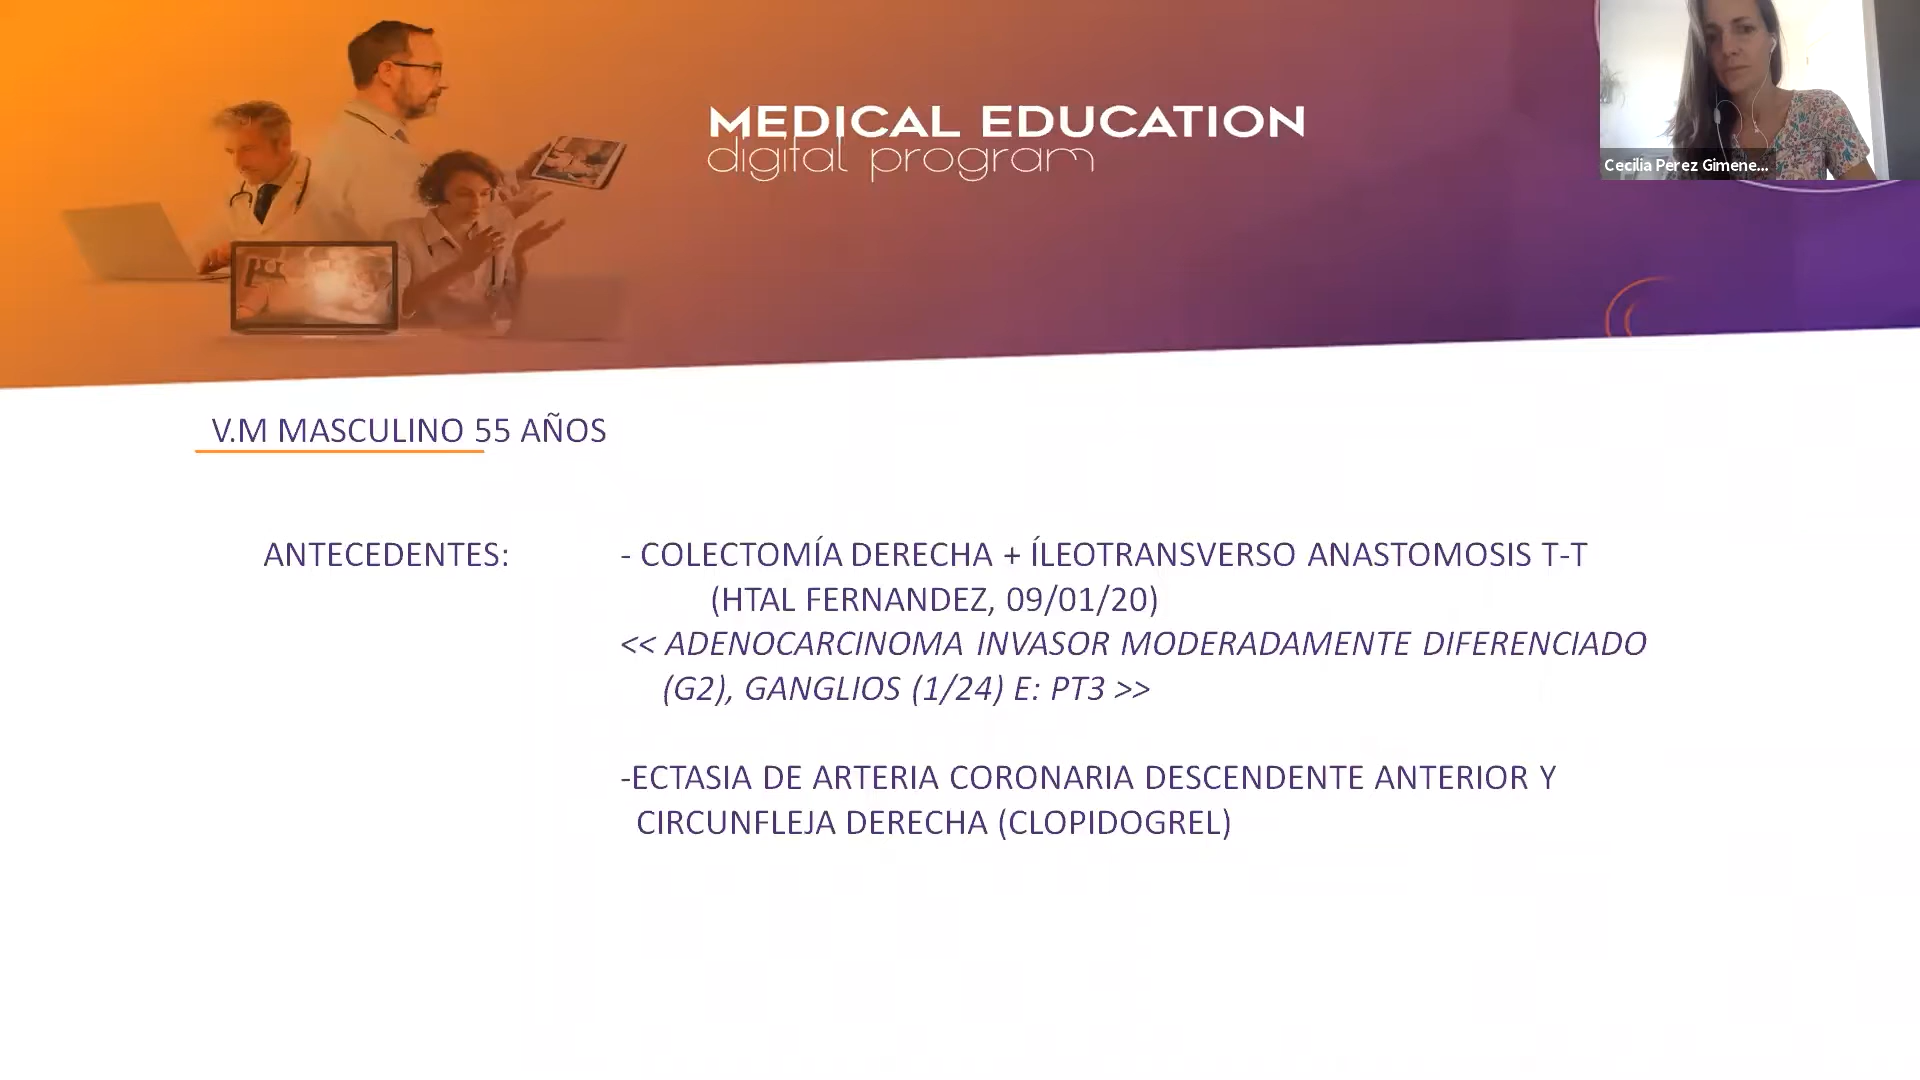 MEDICAL EDUCATION
digital program
Cecilia Perez Gimene...
V.M MASCULINO 55 AÑOS
ANTECEDENTES: - COLECTOMÍA DERECHA + ÍLEOTRANSVERSO ANASTOMOSIS T-T
(HTAL FERNANDEZ, 09/01/20)
<< ADENOCARCINOMA INVASOR MODERADAMENTE DIFERENCIADO
(G2), GANGLIOS (1/24) E: PT3 >>
-ECTASIA DE ARTERIA CORONARIA DESCENDENTE ANTERIOR Y
CIRCUNFLEJA DERECHA (CLOPIDOGREL)